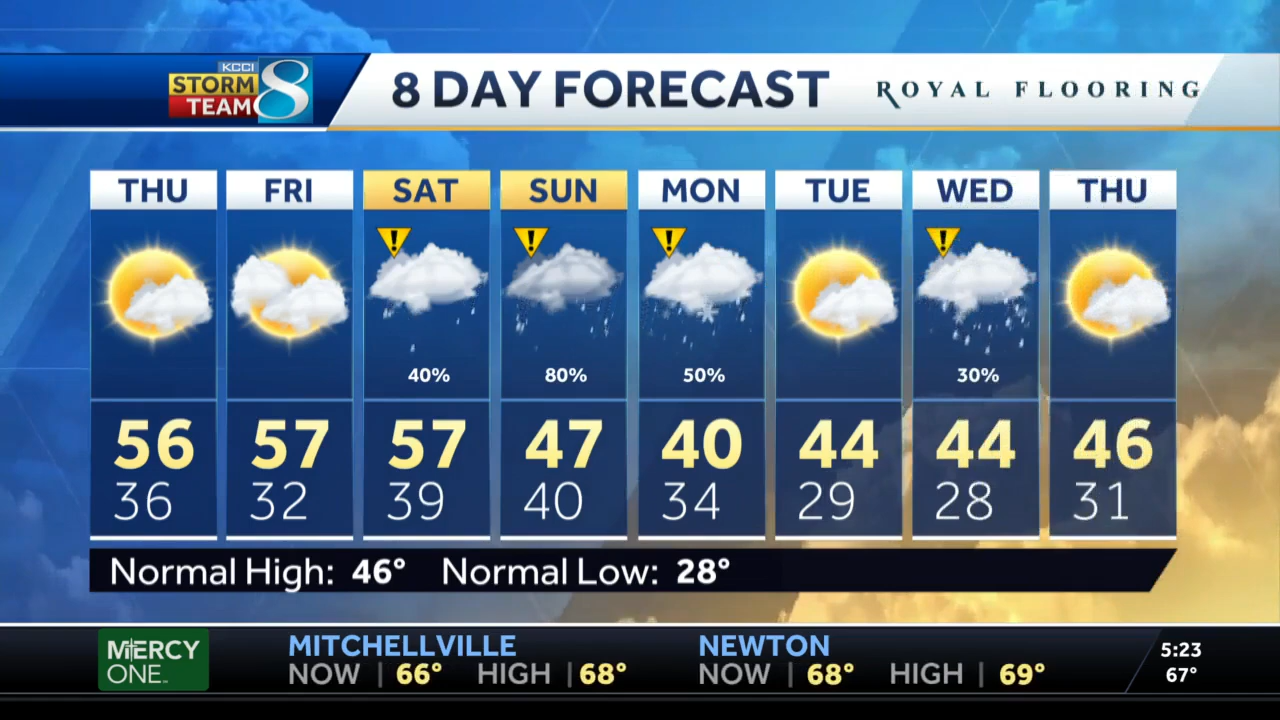 KCCI
STORM
TEAM 8
8 DAY FORECAST
ROYAL FLOORING
THU FRI SAT SUN MON TUE WED THU
! ! ! !
40% 80% 50% 30%
56 57 57 47 40 44 44 46
36 32 39 40 34 29 28 31
Normal High: 46° Normal Low: 28°
MERCY
ONE
MITCHELLVILLE
NOW | 66° HIGH | 68°
NEWTON
NOW | 68° HIGH | 69°
5:23
67°